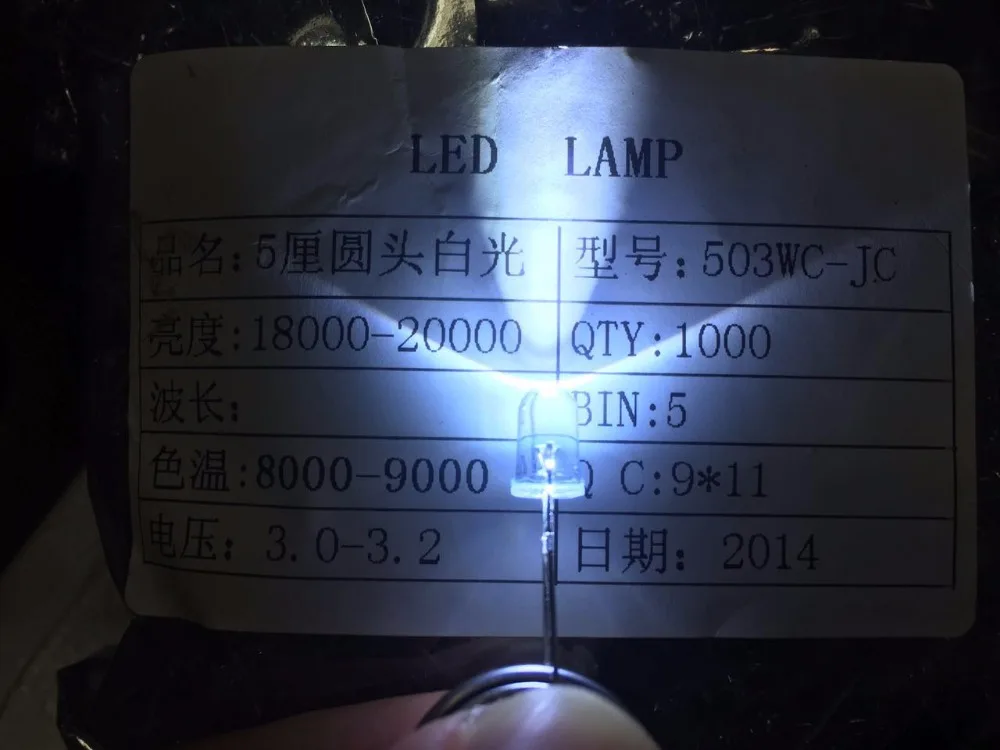 LED LAMP
品名:5厘圆头白光 型号:503WC-JC
亮度:18000-20000 QTY:1000
波长: BIN:5
色温:8000-9000 Q C:9*11
电压: 3.0-3.2 日期: 2014